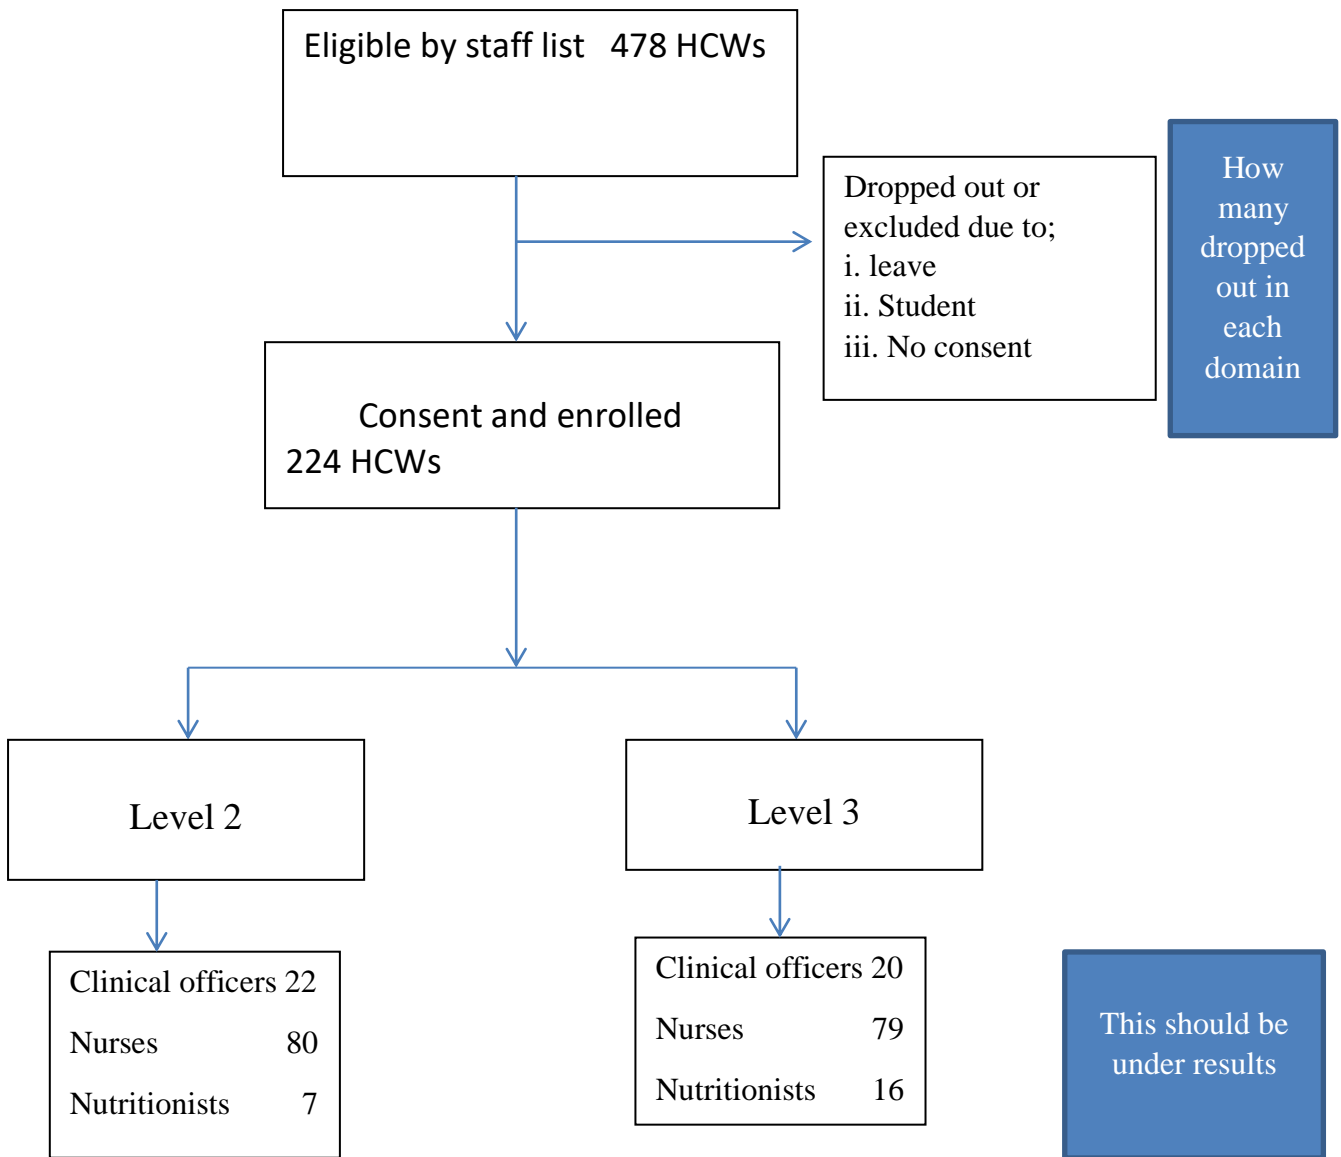 Eligible by staff list 478 HCWs
Dropped out or
excluded due to;
i. leave
ii. Student
iii. No consent
How
many
dropped
out in
each
domain
Consent and enrolled
224 HCWs
Level 2
Level 3
Clinical officers 22
Nurses 80
Nutritionists 7
Clinical officers 20
Nurses 79
Nutritionists 16
This should be
under results